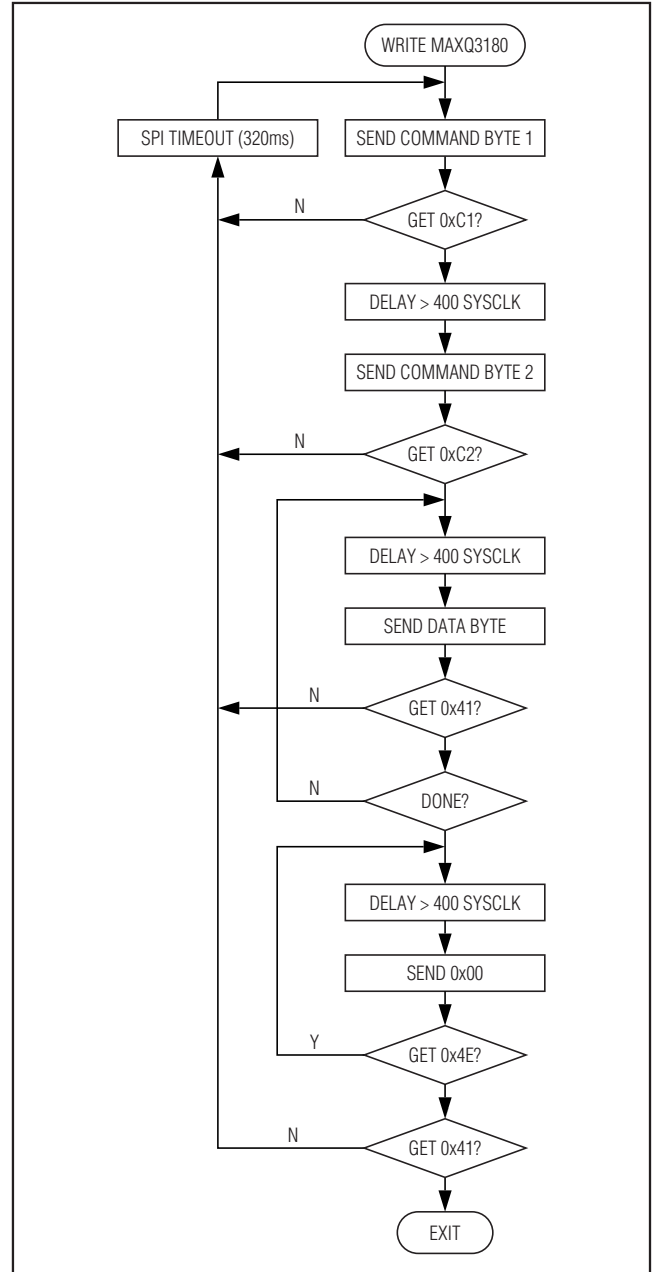 WRITE MAXQ3180
SPI TIMEOUT (320ms)
SEND COMMAND BYTE 1
N
GET 0xC1?
DELAY > 400 SYSCLK
SEND COMMAND BYTE 2
N
GET 0xC2?
DELAY > 400 SYSCLK
SEND DATA BYTE
N
GET 0x41?
N
DONE?
DELAY > 400 SYSCLK
SEND 0x00
Y
GET 0x4E?
N
GET 0x41?
EXIT